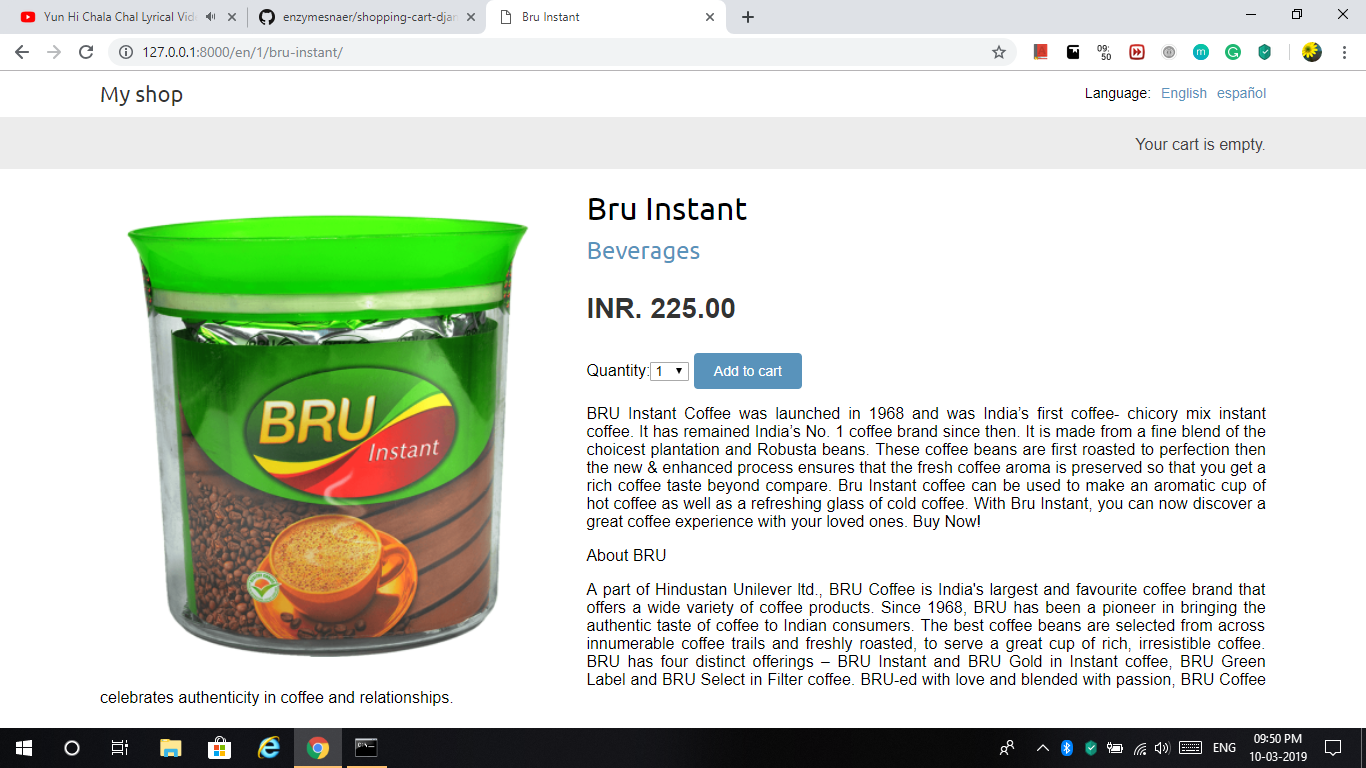 Yun Hi Chala Chal Lyrical Vid
enzymesnaer/shopping-cart-djan
Bru Instant
127.0.0.1:8000/en/1/bru-instant/
09:
50
m
G
My shop
Language: English español
Your cart is empty.
BRU
Instant
Bru Instant
Beverages
INR. 225.00
Quantity: 1 Add to cart
BRU Instant Coffee was launched in 1968 and was India’s first coffee- chicory mix instant
coffee. It has remained India’s No. 1 coffee brand since then. It is made from a fine blend of the
choicest plantation and Robusta beans. These coffee beans are first roasted to perfection then
the new & enhanced process ensures that the fresh coffee aroma is preserved so that you get a
rich coffee taste beyond compare. Bru Instant coffee can be used to make an aromatic cup of
hot coffee as well as a refreshing glass of cold coffee. With Bru Instant, you can now discover a
great coffee experience with your loved ones. Buy Now!
About BRU
A part of Hindustan Unilever ltd., BRU Coffee is India's largest and favourite coffee brand that
offers a wide variety of coffee products. Since 1968, BRU has been a pioneer in bringing the
authentic taste of coffee to Indian consumers. The best coffee beans are selected from across
innumerable coffee trails and freshly roasted, to serve a great cup of rich, irresistible coffee.
BRU has four distinct offerings – BRU Instant and BRU Gold in Instant coffee, BRU Green
Label and BRU Select in Filter coffee. BRU-ed with love and blended with passion, BRU Coffee
celebrates authenticity in coffee and relationships.
ENG
09:50 PM
10-03-2019